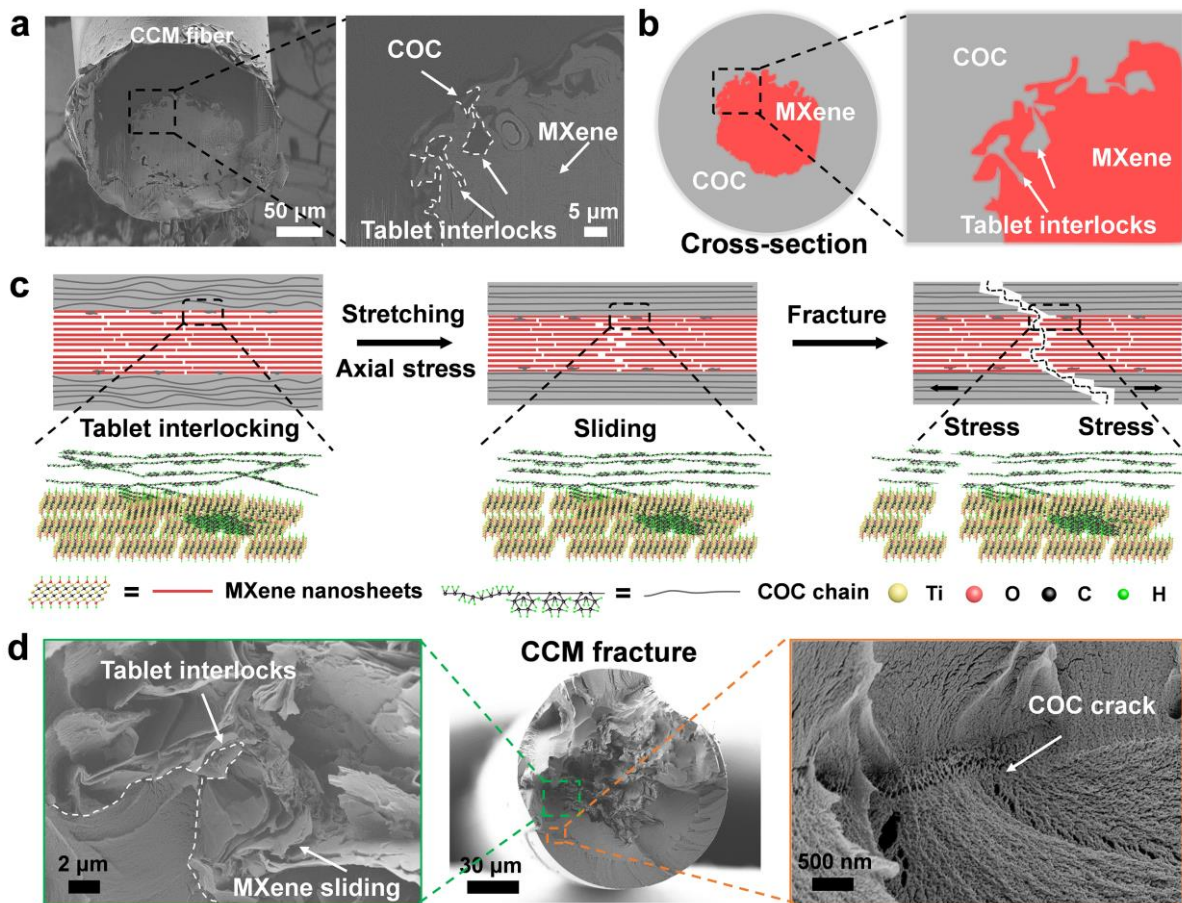 a
CCM fiber
50 μm
COC
MXene
Tablet interlocks
5 μm
b
MXene
COC
Cross-section
COC
MXene
Tablet interlocks
c
Stretching
Axial stress
Fracture
Tablet interlocking
Sliding
Stress
Stress
= MXene nanosheets
= COC chain
Ti
O
C
H
d
Tablet interlocks
MXene sliding
2 μm
CCM fracture
30 μm
COC crack
500 nm